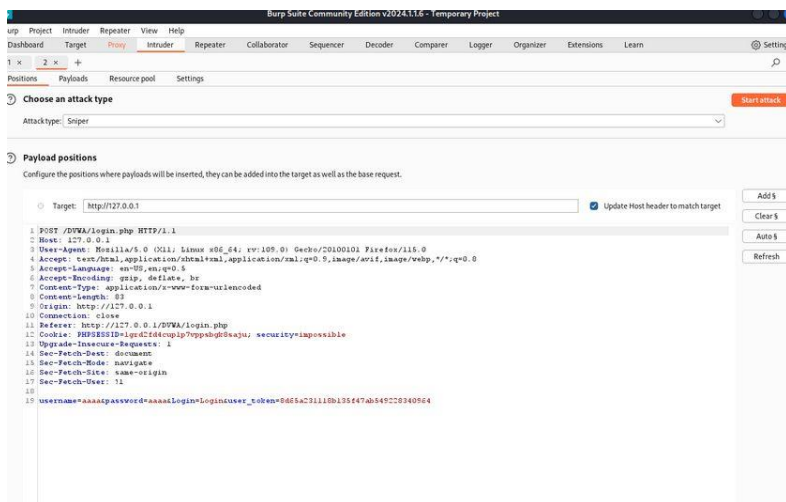 Burp Suite Community Edition v2024.1.1.6 - Temporary Project
urp Project Intruder Repeater View Help
Dashboard Target Proxy Intruder Repeater Collaborator Sequencer Decoder Comparer Logger Organizer Extensions Learn Setting
1 × 2 × +
Positions Payloads Resource pool Settings
? Choose an attack type
Start attack
Attack type: Sniper
? Payload positions
Configure the positions where payloads will be inserted, they can be added into the target as well as the base request.
Add §
Target: http://127.0.0.1 Update Host header to match target
Clear §
Auto §
Refresh
1 POST /DVWA/login.php HTTP/1.1
2 Host: 127.0.0.1
3 User-Agent: Mozilla/5.0 (X11; Linux x86_64; rv:109.0) Gecko/20100101 Firefox/115.0
4 Accept: text/html,application/xhtml+xml,application/xml;q=0.9,image/avif,image/webp,*/*;q=0.8
5 Accept-Language: en-US,en;q=0.5
6 Accept-Encoding: gzip, deflate, br
7 Content-Type: application/x-www-form-urlencoded
8 Content-Length: 83
9 Origin: http://127.0.0.1
10 Connection: close
11 Referer: http://127.0.0.1/DVWA/login.php
12 Cookie: security=impossible
13 Upgrade-Insecure-Requests: 1
14 Sec-Fetch-Dest: document
15 Sec-Fetch-Mode: navigate
16 Sec-Fetch-Site: same-origin
17 Sec-Fetch-User: ?1
18
19 username=aaaa&password=aaaa&Login=Login&user_token=